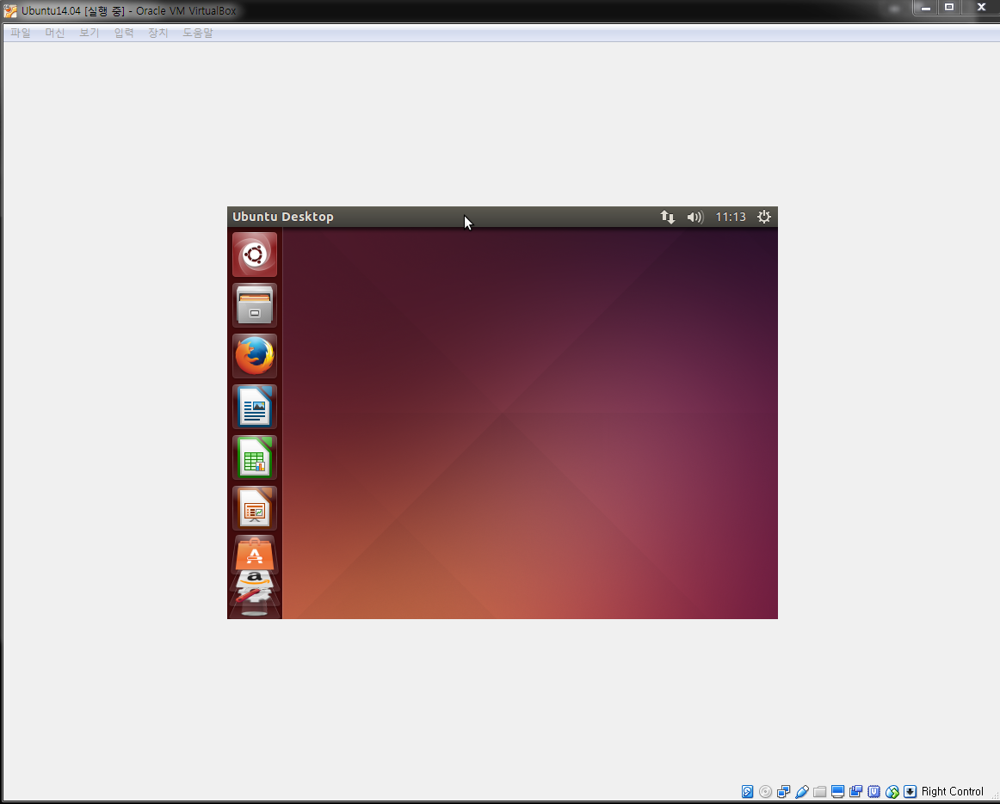 Ubuntu14.04 [실행 중] - Oracle VM VirtualBox
파일 머신 보기 입력 장치 도움말
Ubuntu Desktop 11:13
A
a
Right Control